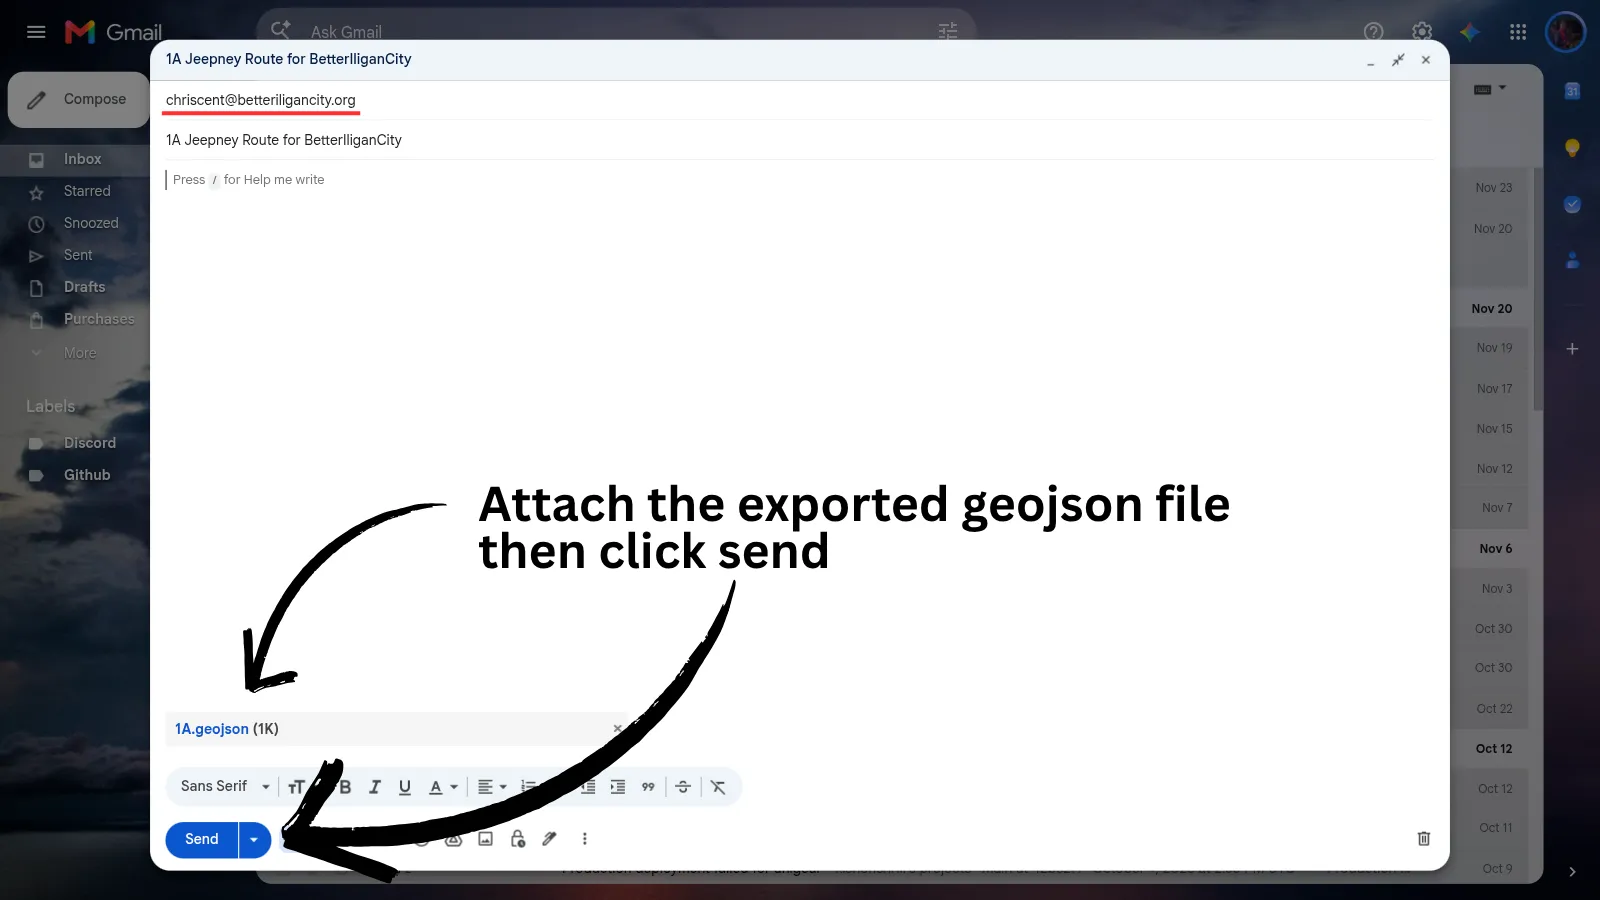 Gmail
Ask Gmail
1A Jeepney Route for BetterIliganCity
Compose
chriscent@betteriligancity.org
1A Jeepney Route for BetterIliganCity
Press / for Help me write
Inbox
Starred
Snoozed
Sent
Drafts
Purchases
More
Labels
Discord
Github
31
Nov 23
Nov 20
Nov 20
Nov 19
Nov 17
Nov 15
Nov 12
Nov 7
Nov 6
Nov 3
Oct 30
Oct 30
Oct 22
Oct 12
Oct 12
Oct 11
Oct 9
Attach the exported geojson file
then click send
1A.geojson (1K)
Sans Serif
Send